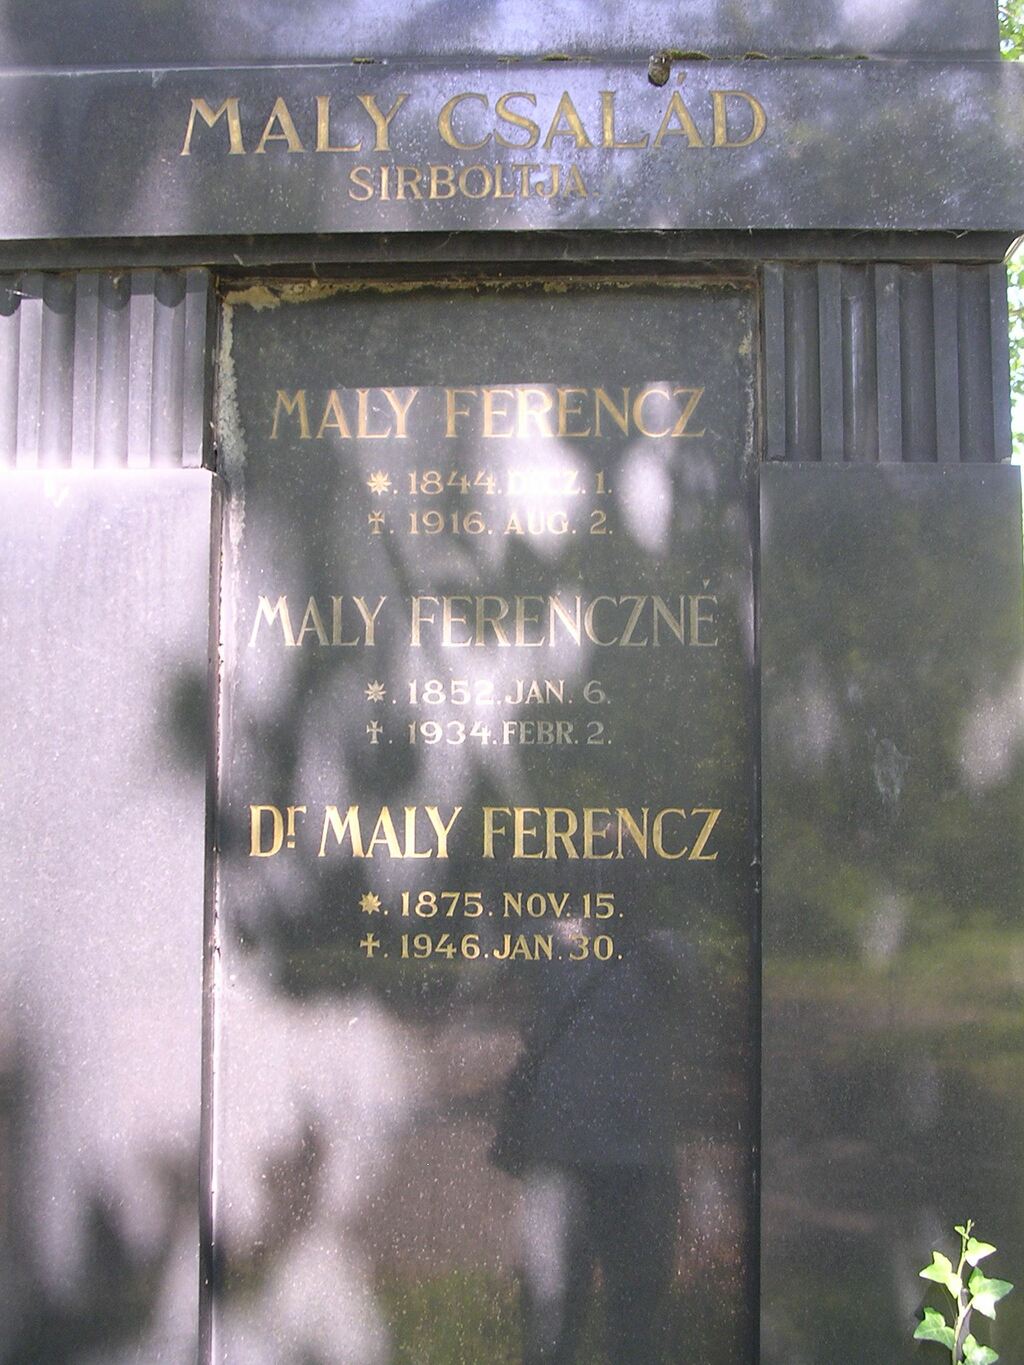 MALY CSALÁD
SIRBOLTJA.
MALY FERENCZ
*. 1844. DECZ. 1.
†. 1916. AUG. 2.
MALY FERENCZNÉ
*. 1852. JAN. 6.
†. 1934. FEBR. 2.
Dr. MALY FERENCZ
*. 1875. NOV. 15.
†. 1946. JAN. 30.